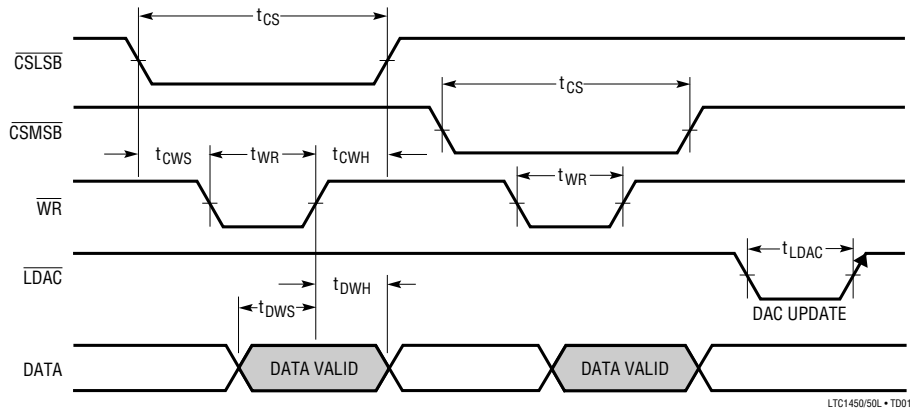 tCS
CSLSB
tCS
CSMSB
tCWS tWR tCWH
tWR
WR
tLDAC
LDAC
tDWH
tDWS
DAC UPDATE
DATA DATA VALID DATA VALID
LTC1450/50L • TD01